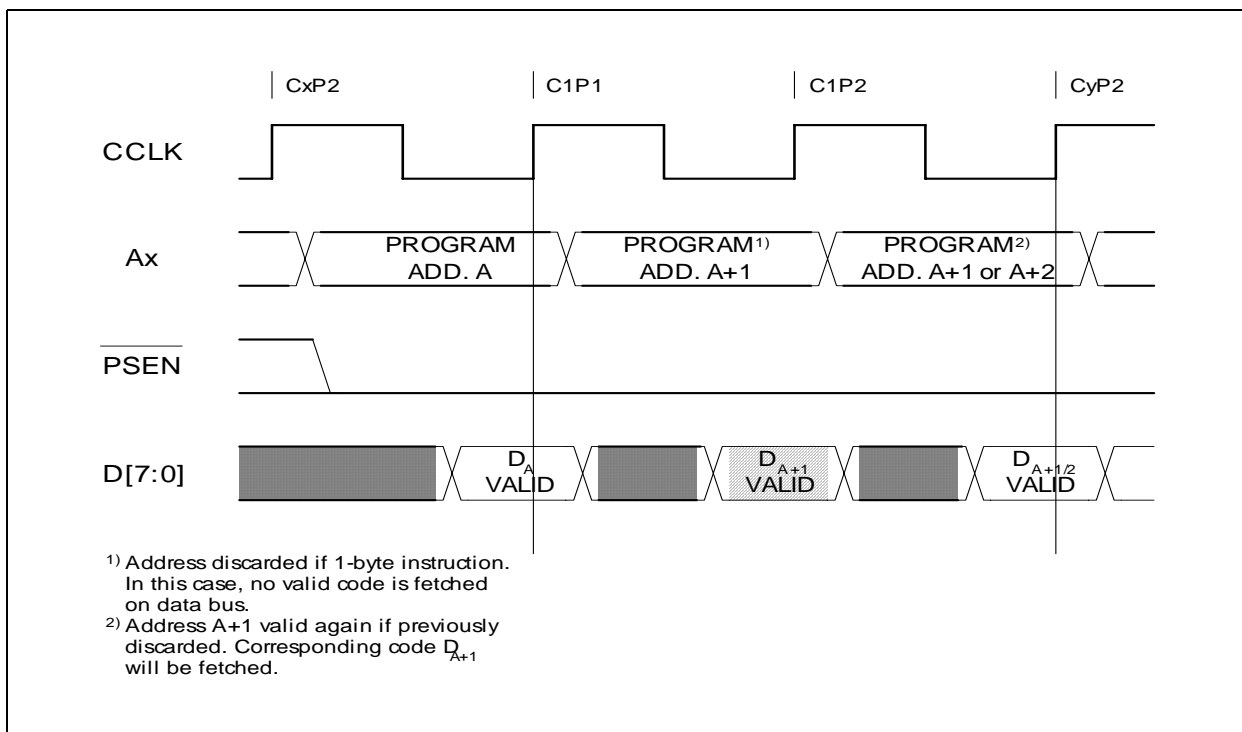 CxP2
C1P1
C1P2
CyP2
CCLK
Ax
PROGRAM
ADD. A
PROGRAM1)
ADD. A+1
PROGRAM2)
ADD. A+1 or A+2
PSEN
D[7:0]
DA
VALID
DA+1
VALID
DA+1/2
VALID
1) Address discarded if 1-byte instruction.
In this case, no valid code is fetched
on data bus.
2) Address A+1 valid again if previously
discarded. Corresponding code DA+1
will be fetched.